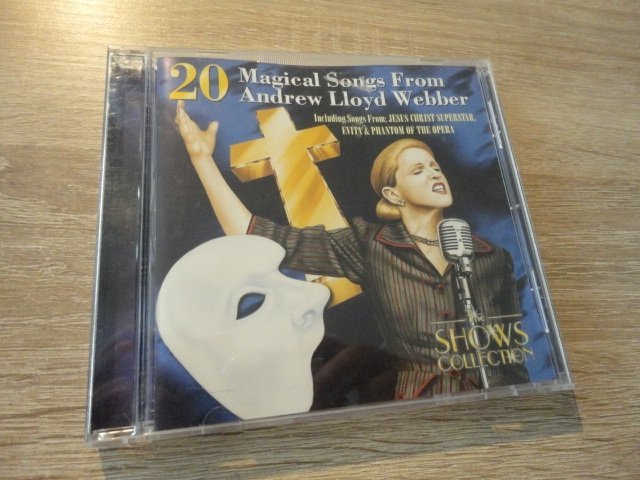 20 Magical Songs From
Andrew Lloyd Webber
Including Songs From: JESUS CHRIST SUPERSTAR,
EVITA & PHANTOM OF THE OPERA
The
SHOWS
COLLECTION